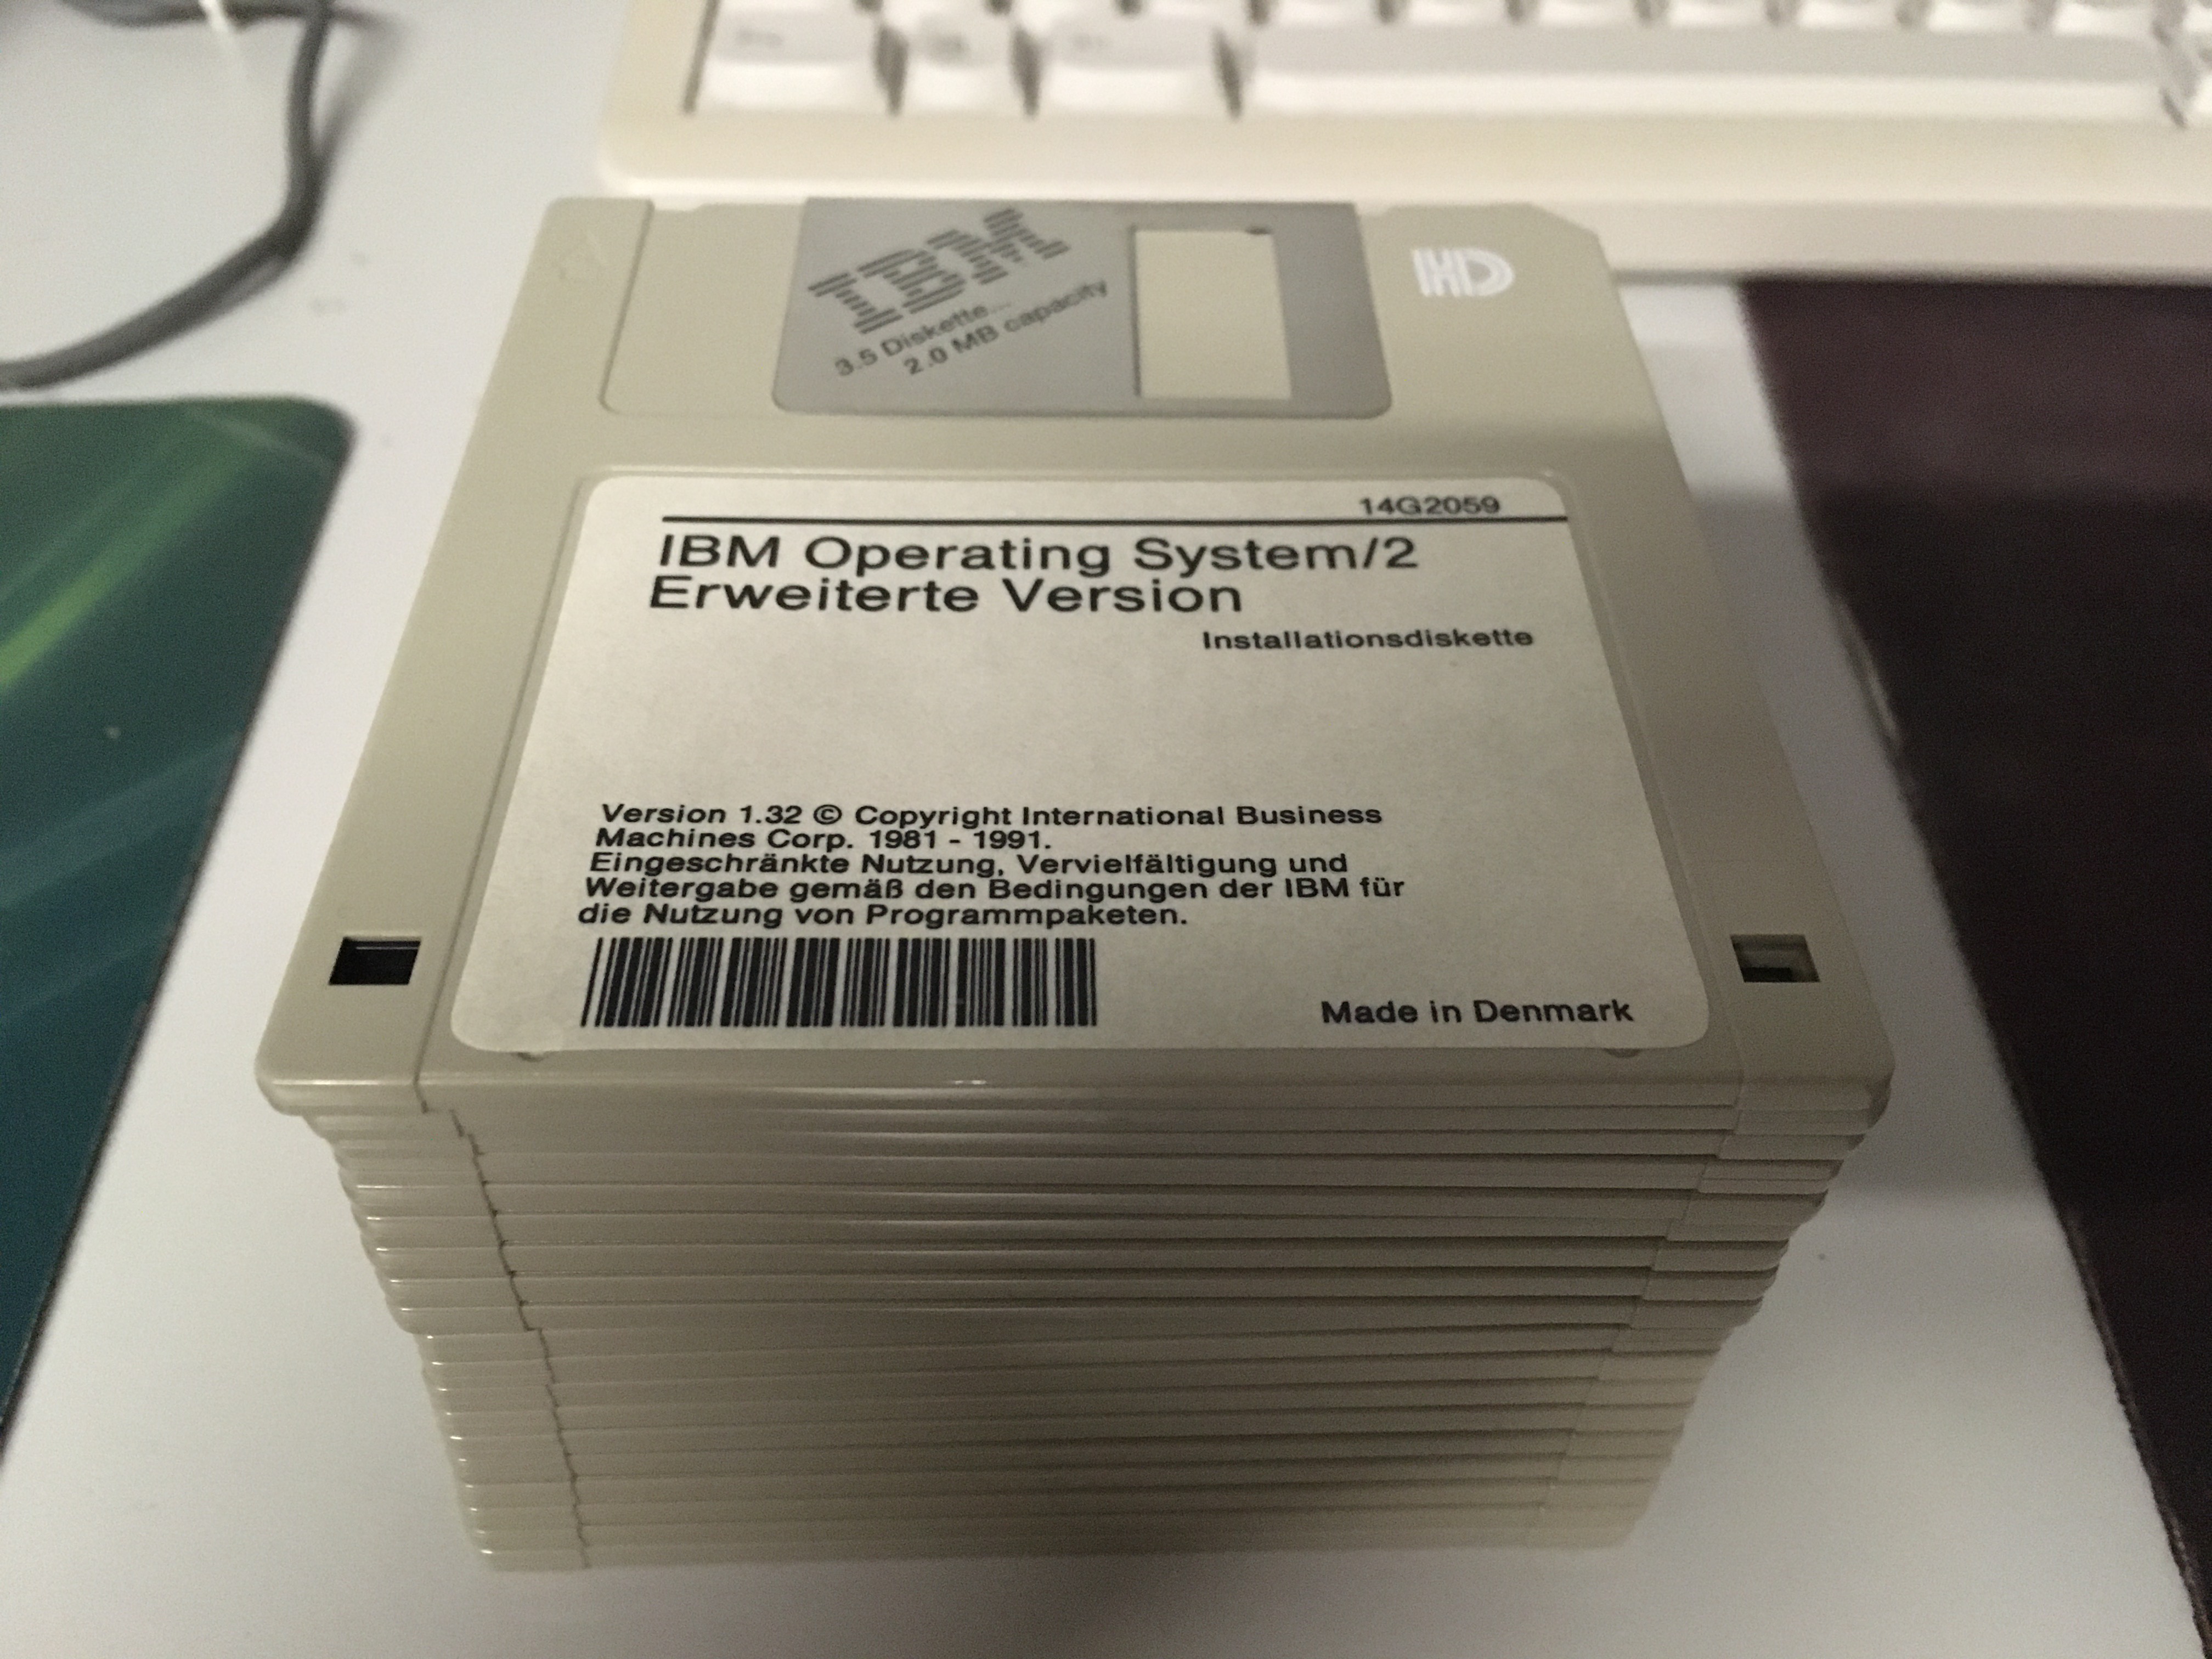 IBM
3.5 Diskette...
2.0 MB capacity
HD
14G2059
IBM Operating System/2
Erweiterte Version
Installationsdiskette
Version 1.32 © Copyright International Business
Machines Corp. 1981 - 1991.
Eingeschränkte Nutzung, Vervielfältigung und
Weitergabe gemäß den Bedingungen der IBM für
die Nutzung von Programmpaketen.
Made in Denmark